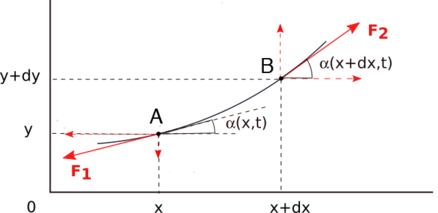 F₂
B
α(x+dx,t)
y+dy
A
α(x,t)
y
F₁
0
x
x+dx